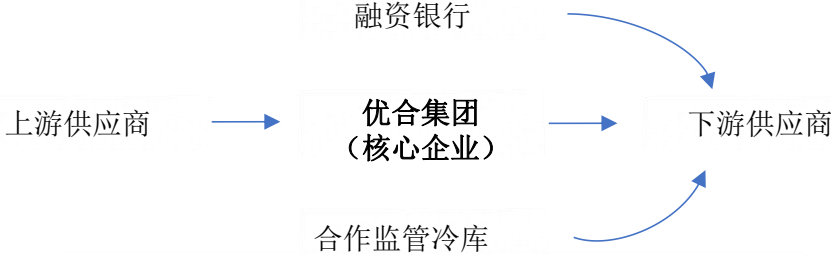 融资银行
上游供应商
优合集团
（核心企业）
下游供应商
合作监管冷库